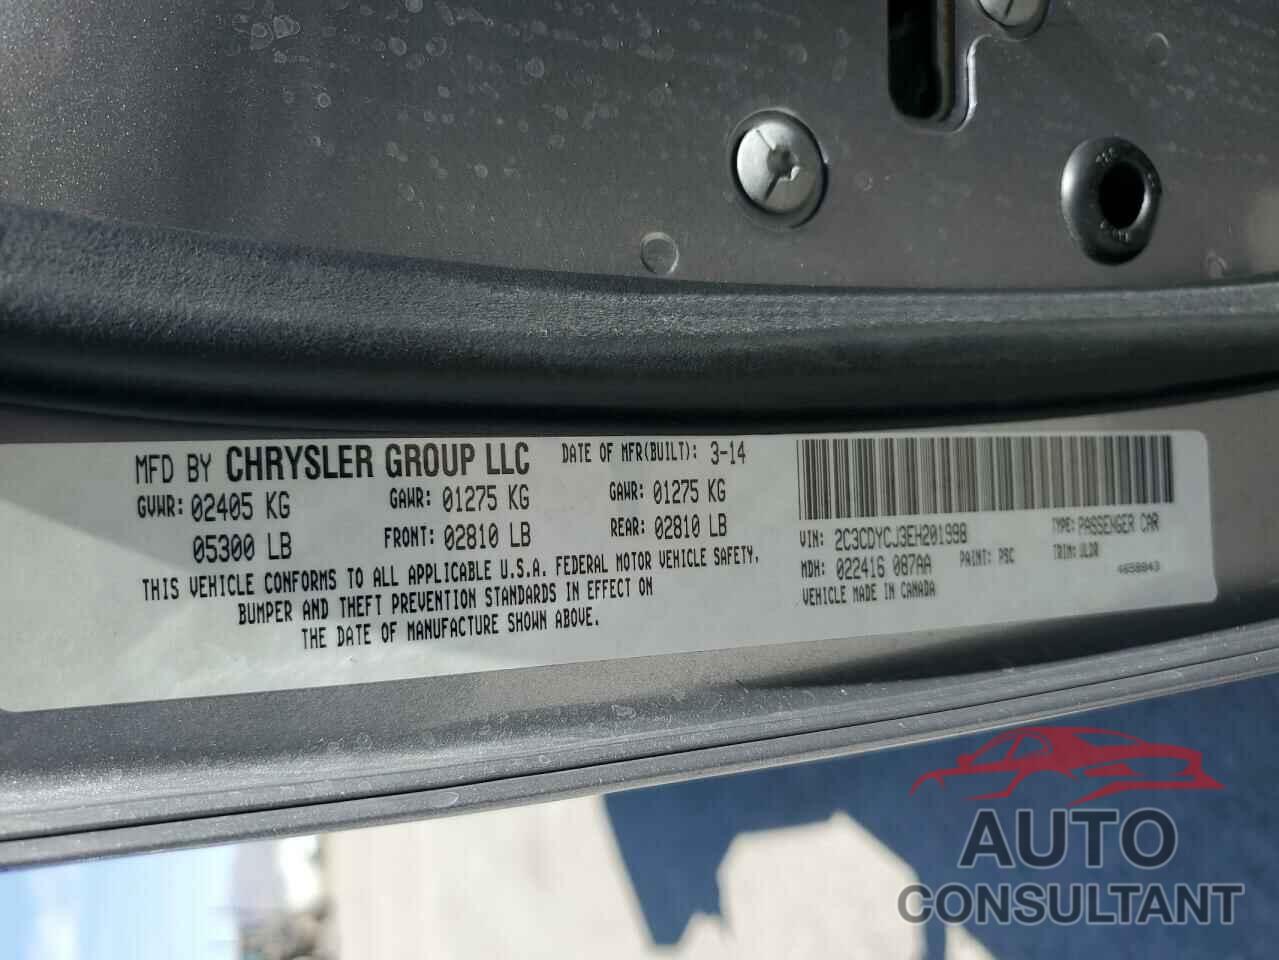 MFD BY CHRYSLER GROUP LLC DATE OF MFR(BUILT): 3-14
GVWR: 02405 KG GAWR: 01275 KG GAWR: 01275 KG
05300 LB FRONT: 02810 LB REAR: 02810 LB
THIS VEHICLE CONFORMS TO ALL APPLICABLE U.S.A. FEDERAL MOTOR VEHICLE SAFETY,
BUMPER AND THEFT PREVENTION STANDARDS IN EFFECT ON
THE DATE OF MANUFACTURE SHOWN ABOVE.
VIN: 2C3CDYCJ3EH201998 TYPE: PASSENGER CAR
MDH: 022416 087AA PAINT: PSC TRIM: ULDR
VEHICLE MADE IN CANADA 4658843
AUTO
CONSULTANT